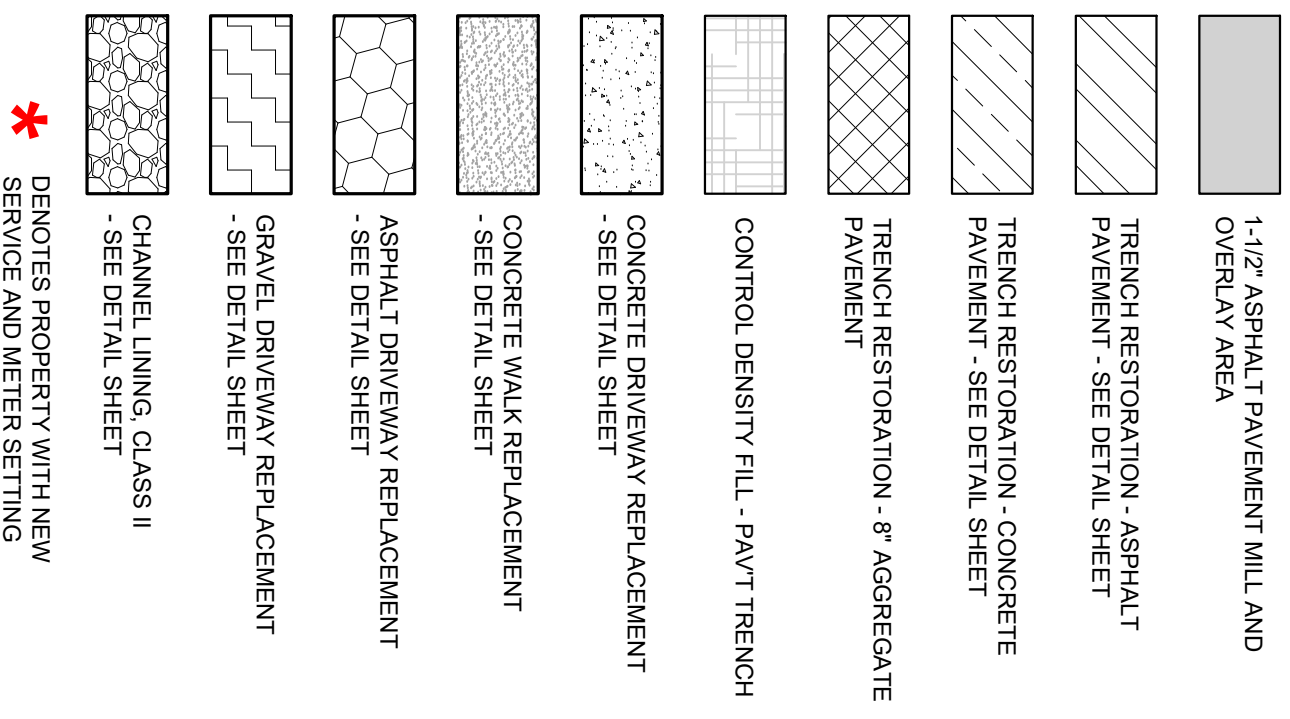 1-1/2" ASPHALT PAVEMENT MILL AND
OVERLAY AREA
TRENCH RESTORATION - ASPHALT
PAVEMENT - SEE DETAIL SHEET
TRENCH RESTORATION - CONCRETE
PAVEMENT - SEE DETAIL SHEET
TRENCH RESTORATION - 8" AGGREGATE
PAVEMENT
CONTROL DENSITY FILL - PAV'T TRENCH
CONCRETE DRIVEWAY REPLACEMENT
- SEE DETAIL SHEET
CONCRETE WALK REPLACEMENT
- SEE DETAIL SHEET
ASPHALT DRIVEWAY REPLACEMENT
- SEE DETAIL SHEET
GRAVEL DRIVEWAY REPLACEMENT
- SEE DETAIL SHEET
CHANNEL LINING, CLASS II
- SEE DETAIL SHEET
* DENOTES PROPERTY WITH NEW
SERVICE AND METER SETTING